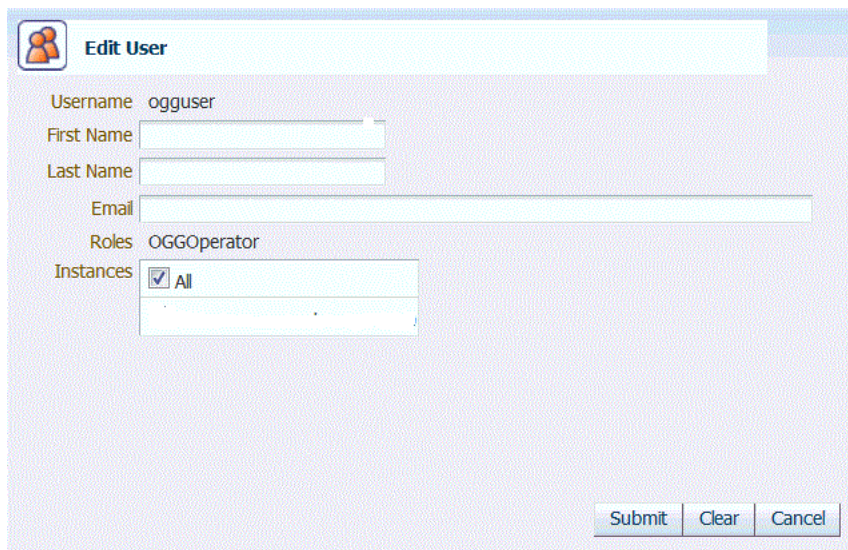 Edit User
Username ogguser
First Name
Last Name
Email
Roles OGGOperator
Instances All
Submit Clear Cancel